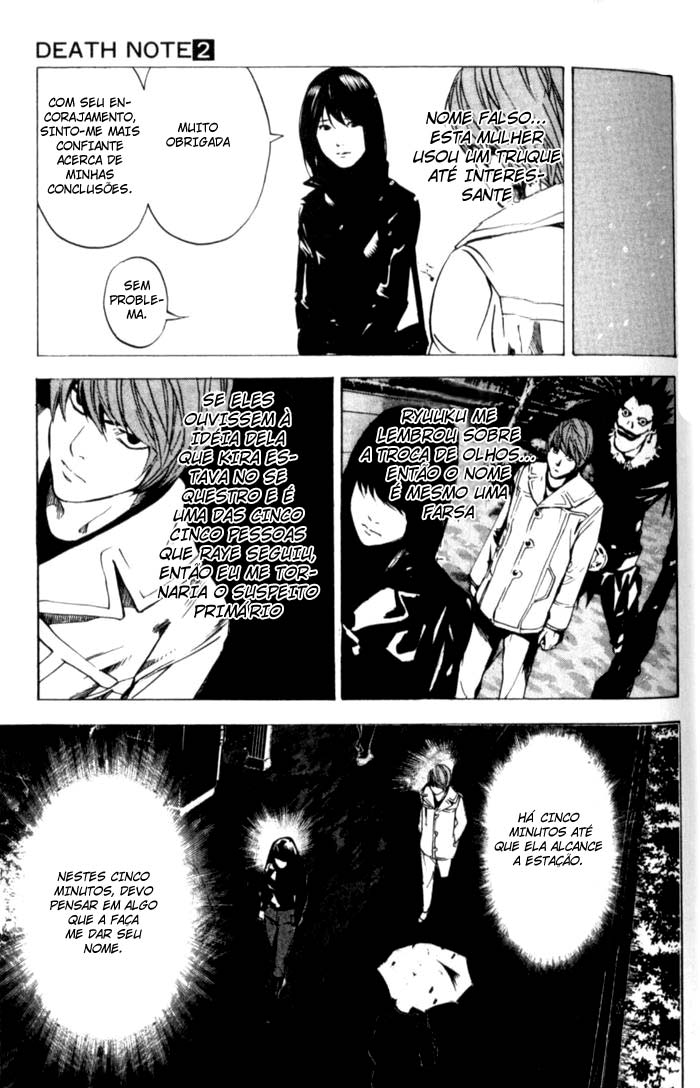 DEATH NOTE 2
NOME FALSO...
ESTA MULHER
USOU UM TRUQUE
ATÉ INTERES-
SANTE
MUITO
OBRIGADA
COM SEU EN-
CORAJAMENTO,
SINTO-ME MAIS
CONFIANTE
ACERCA DE
MINHAS
CONCLUSÕES.
SEM
PROBLE-
MA.
RYUUKU ME
LEMBROU SOBRE
A TROCA DE OLHOS...
ENTÃO O NOME
É MESMO UMA
FARSA
SE ELES
OUVISSEM À
IDÉIA DELA
QUE KIRA ES-
TAVA NO SE
QUESTRO E É
UMA DAS CINCO
CINCO PESSOAS
QUE RAYE SEGUIU,
ENTÃO EU ME TOR-
NARIA O SUSPEITO
PRIMÁRIO
HÁ CINCO
MINUTOS ATÉ
QUE ELA ALCANCE
A ESTAÇÃO.
NESTES CINCO
MINUTOS, DEVO
PENSAR EM ALGO
QUE A FAÇA
ME DAR SEU
NOME.